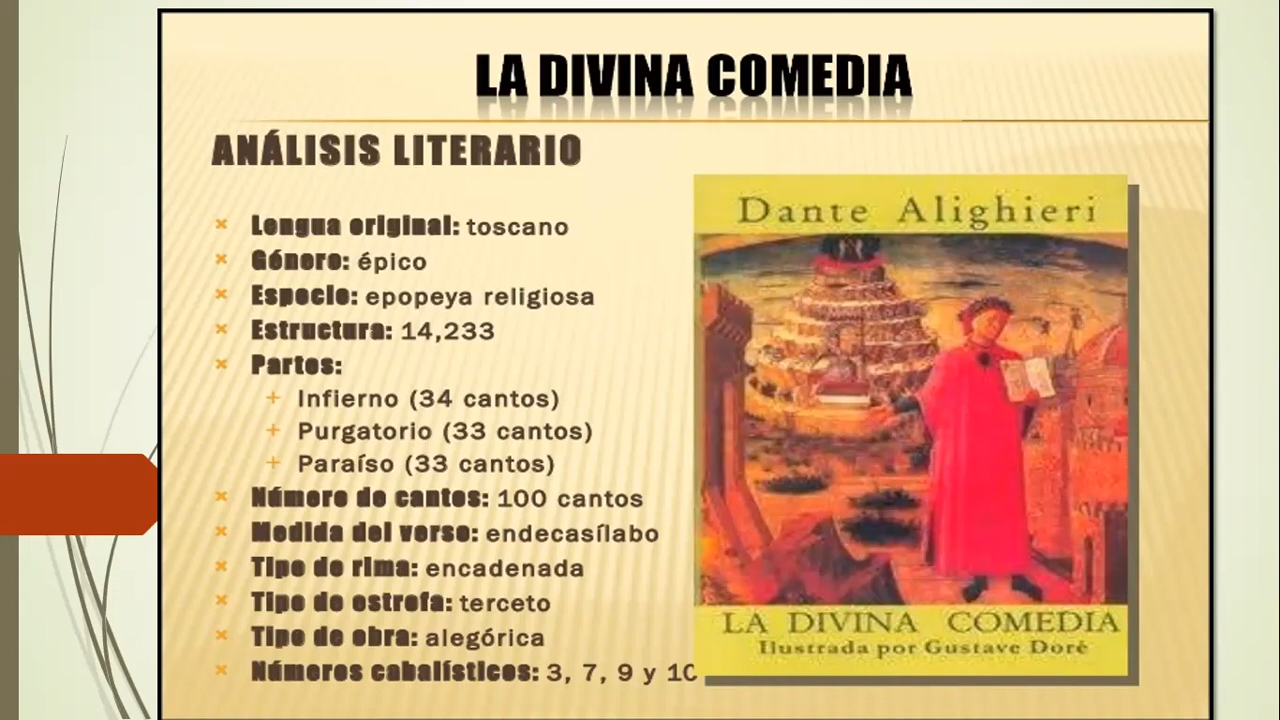 LA DIVINA COMEDIA
ANÁLISIS LITERARIO
Lengua original: toscano
Género: épico
Especie: epopeya religiosa
Estructura: 14,233
Partes:
Infierno (34 cantos)
Purgatorio (33 cantos)
Paraíso (33 cantos)
Número de cantos: 100 cantos
Medida del verso: endecasílabo
Tipo de rima: encadenada
Tipo de estrofa: terceto
Tipo de obra: alegórica
Números cabalísticos: 3, 7, 9 y 10
Dante Alighieri
LA DIVINA COMEDIA
Ilustrada por Gustave Doré